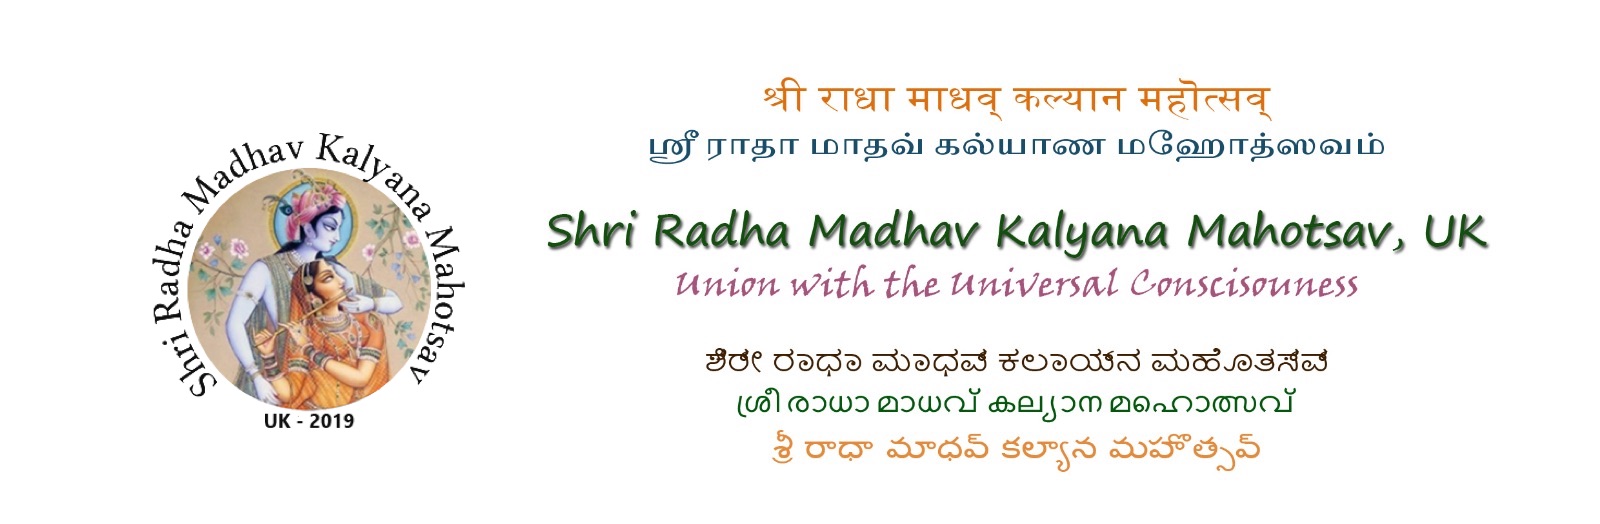 Shri Radha Madhav Kalyana Mahotsav
UK - 2019
श्री राधा माधव् कल्यान महॊत्सव्
ஸ்ரீ ராதா மாதவ் கல்யாண மஹோத்ஸவம்
Shri Radha Madhav Kalyana Mahotsav, UK
Union with the Universal Conscisouness
ರಾಧಾ ಮಾಧವ ಕಲಾಯನ ಮಹೊತಸವ
ശ്രീ രാധാ മാധവ് കല്യാന മഹൊത്സവ്
శ్రీ రాధా మాధవ్ కల్యాన మహొత్సవ్